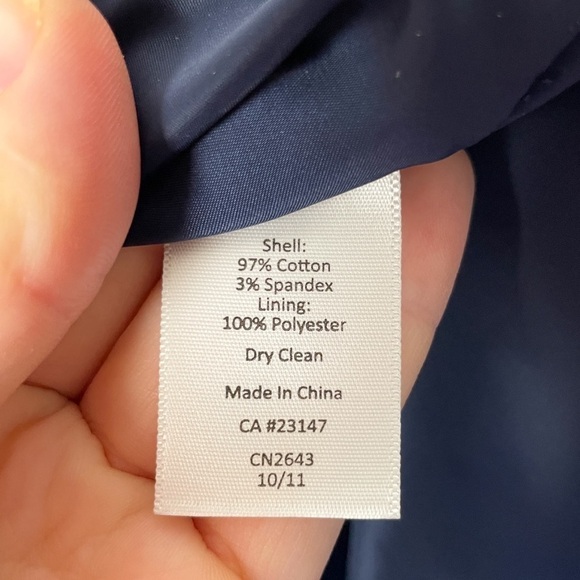 Shell:
97% Cotton
3% Spandex
Lining:
100% Polyester
Dry Clean
Made In China
CA #23147
CN2643
10/11